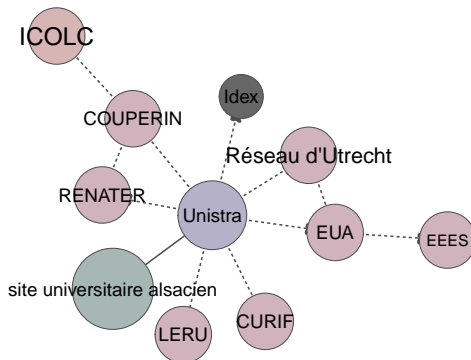 ICOLC
Idex
COUPERIN
Réseau d'Utrecht
RENATER
Unistra
EUA
EEES
site universitaire alsacien
LERU
CURIF